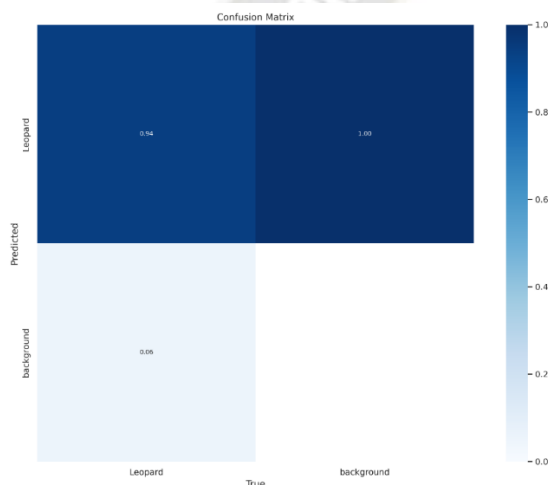 Confusion Matrix
1.0
0.8
0.6
0.4
0.2
0.0
Predicted
Leopard
background
0.94
1.00
0.06
Leopard
background
True